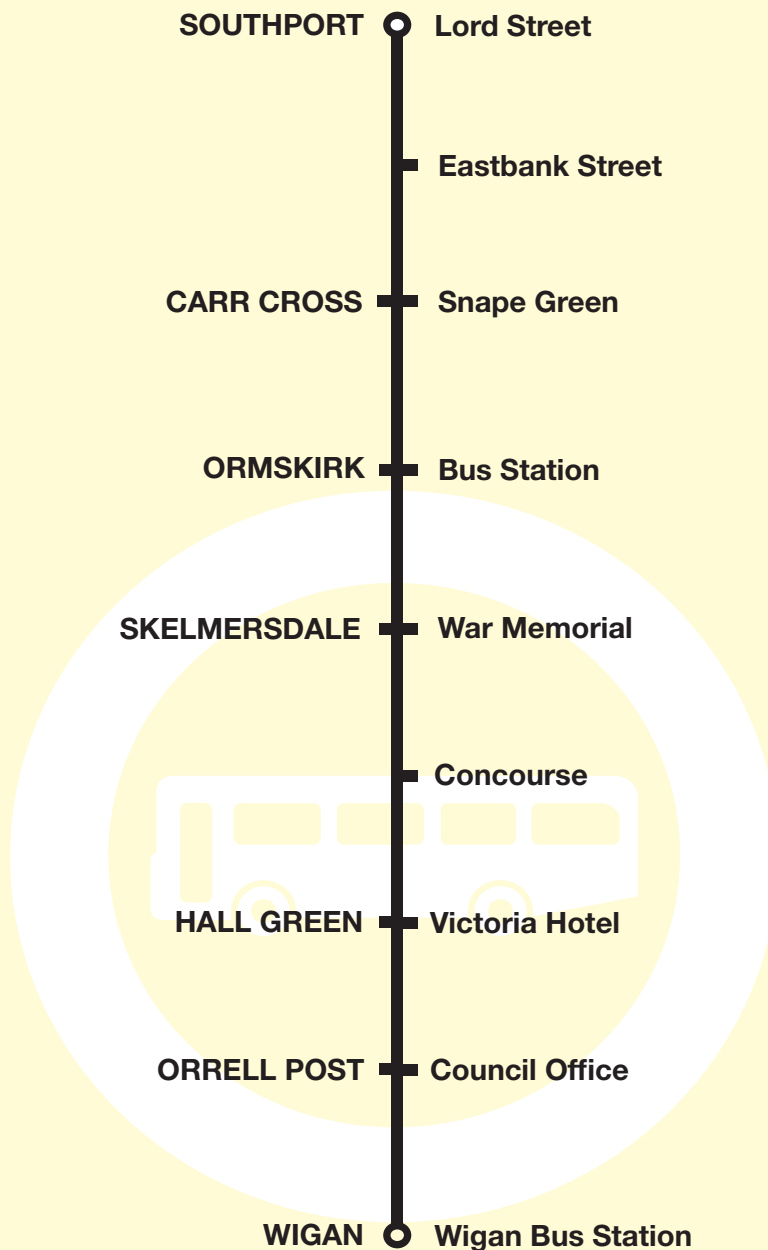 SOUTHPORT Lord Street
Eastbank Street
CARR CROSS Snape Green
ORMSKIRK Bus Station
SKELMERSDALE War Memorial
Concourse
HALL GREEN Victoria Hotel
ORRELL POST Council Office
WIGAN Wigan Bus Station